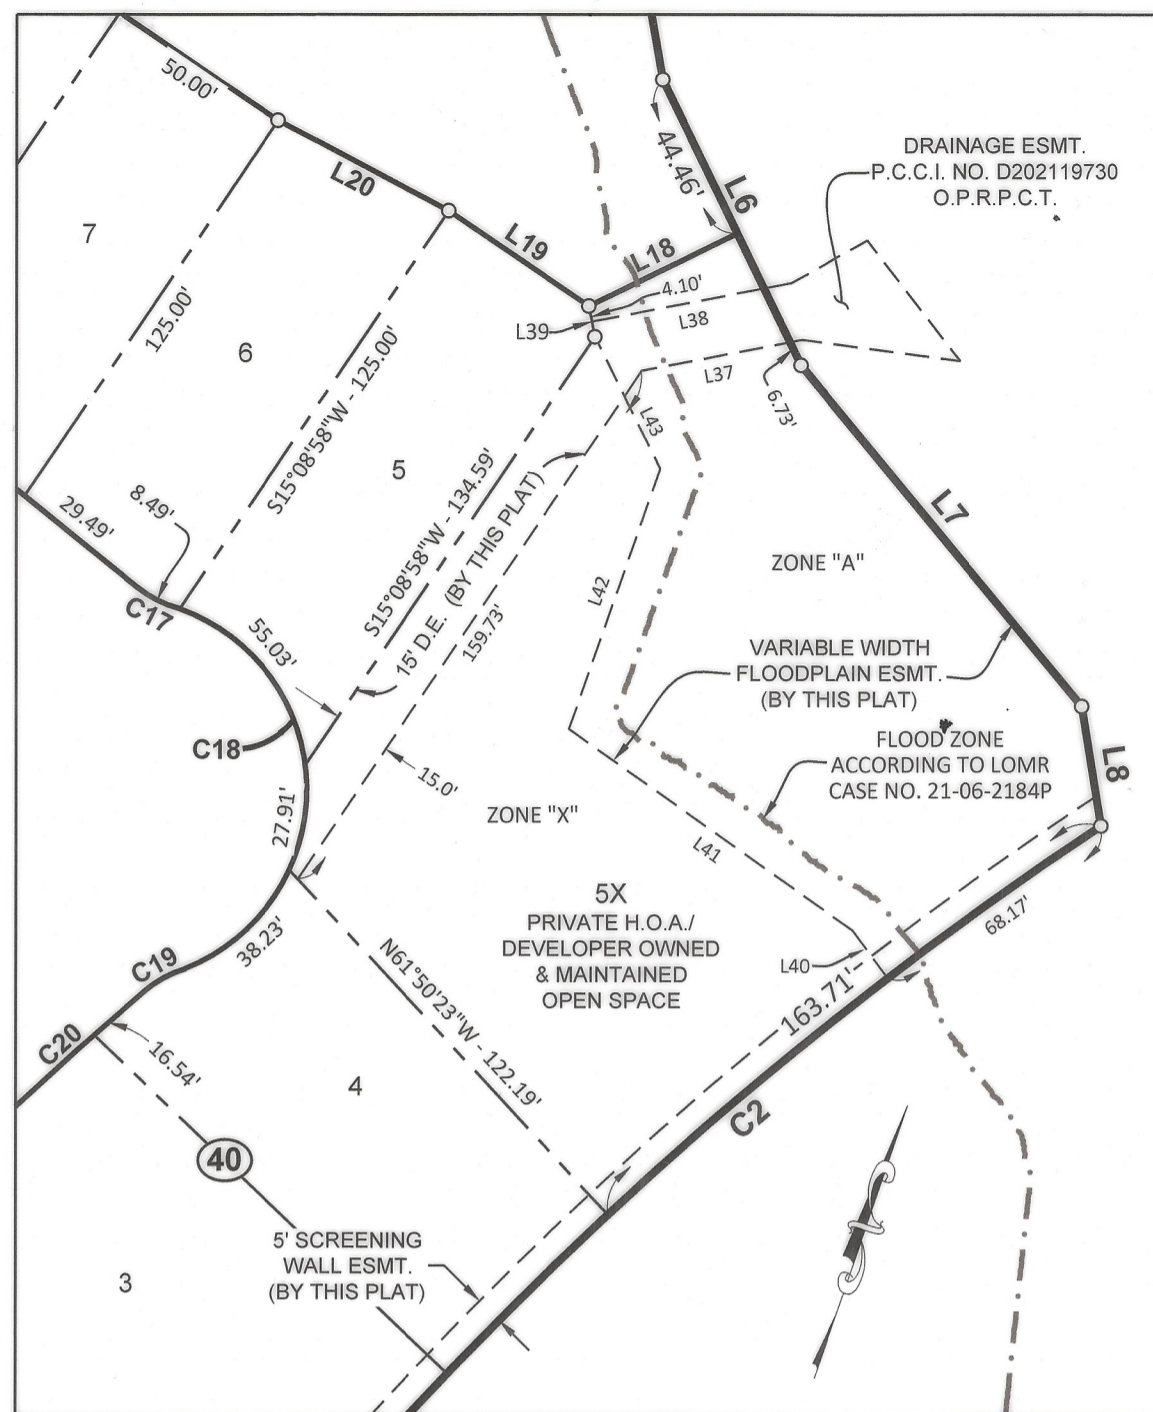 50.00'
L20
L19
44.46'
L6
DRAINAGE ESMT.
P.C.C.I. NO. D202119730
O.P.R.P.C.T.
7
L18
4.10'
L39
L38
125.00'
6
S15°08'58"W - 125.00'
L37
6.73'
L43
5
29.49'
8.49'
S15°08'58"W - 134.59'
15' D.E. (BY THIS PLAT)
159.73'
L42
L7
ZONE "A"
C17
55.03'
VARIABLE WIDTH
FLOODPLAIN ESMT.
(BY THIS PLAT)
C18
FLOOD ZONE
ACCORDING TO LOMR
CASE NO. 21-06-2184P
L8
15.0'
27.91'
ZONE "X"
L41
5X
PRIVATE H.O.A./
DEVELOPER OWNED
& MAINTAINED
OPEN SPACE
68.17'
38.23'
C19
N61°50'23"W - 122.19'
L40
163.71'
C20
16.54'
4
C2
40
5' SCREENING
WALL ESMT.
(BY THIS PLAT)
3